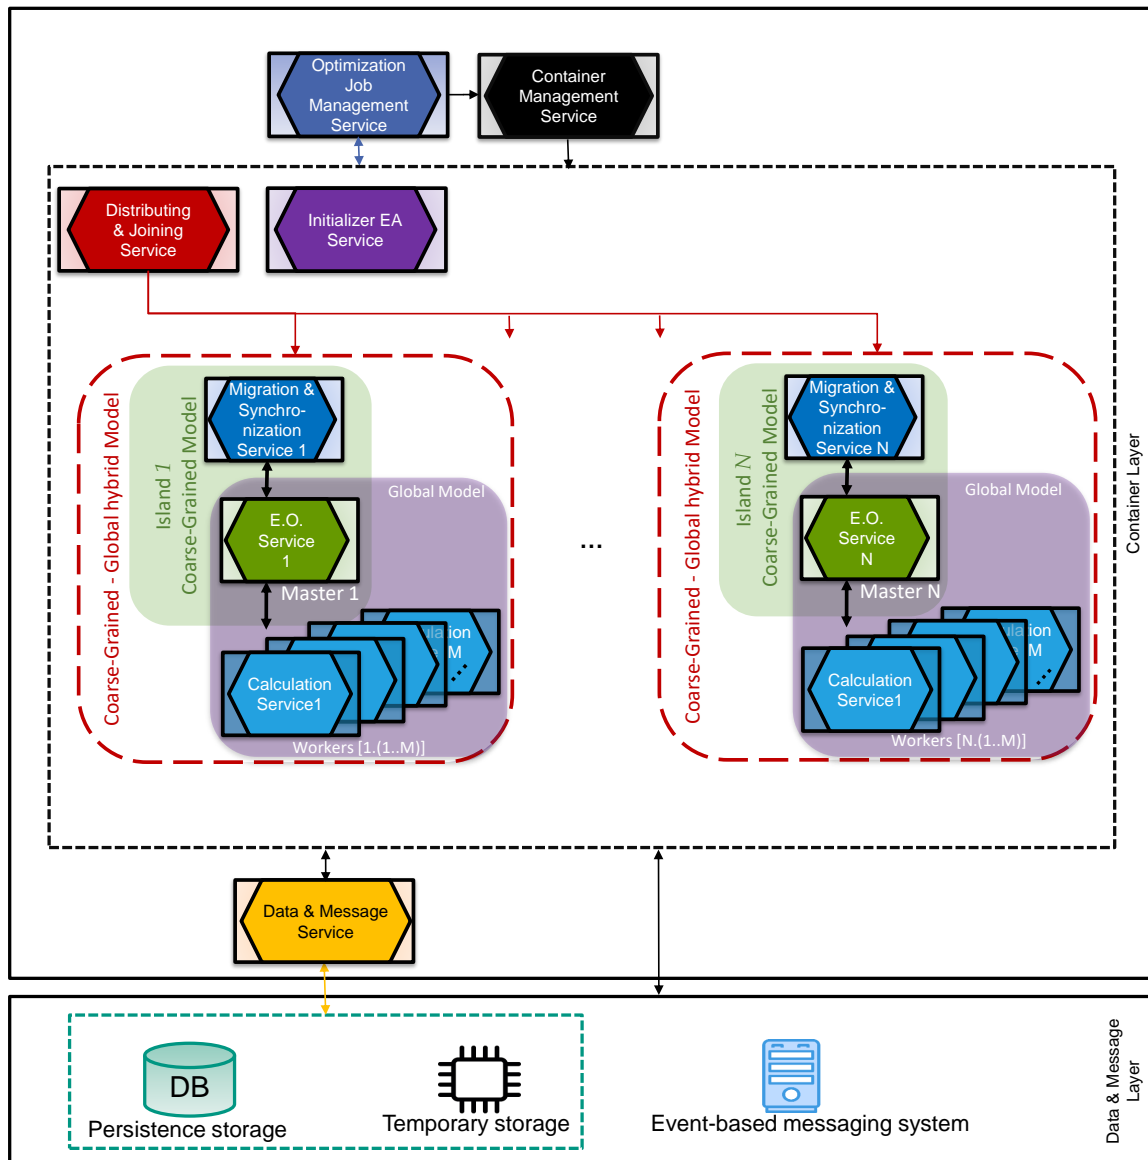 Optimization
Job
Management
Service
Container
Management
Service
Distributing
& Joining
Service
Initializer EA
Service
Coarse-Grained - Global hybrid Model
Island 1
Coarse-Grained Model
Migration &
Synchro-
nization
Service 1
Global Model
E.O.
Service
1
Master 1
Calculation
Service1
ulation
M
Workers [1.(1..M)]
...
Coarse-Grained - Global hybrid Model
Island N
Coarse-Grained Model
Migration &
Synchro-
nization
Service N
Global Model
E.O.
Service
N
Master N
Calculation
Service1
ulation
M
Workers [N.(1..M)]
Container Layer
Data & Message
Service
DB
Persistence storage
Temporary storage
Event-based messaging system
Data & Message
Layer